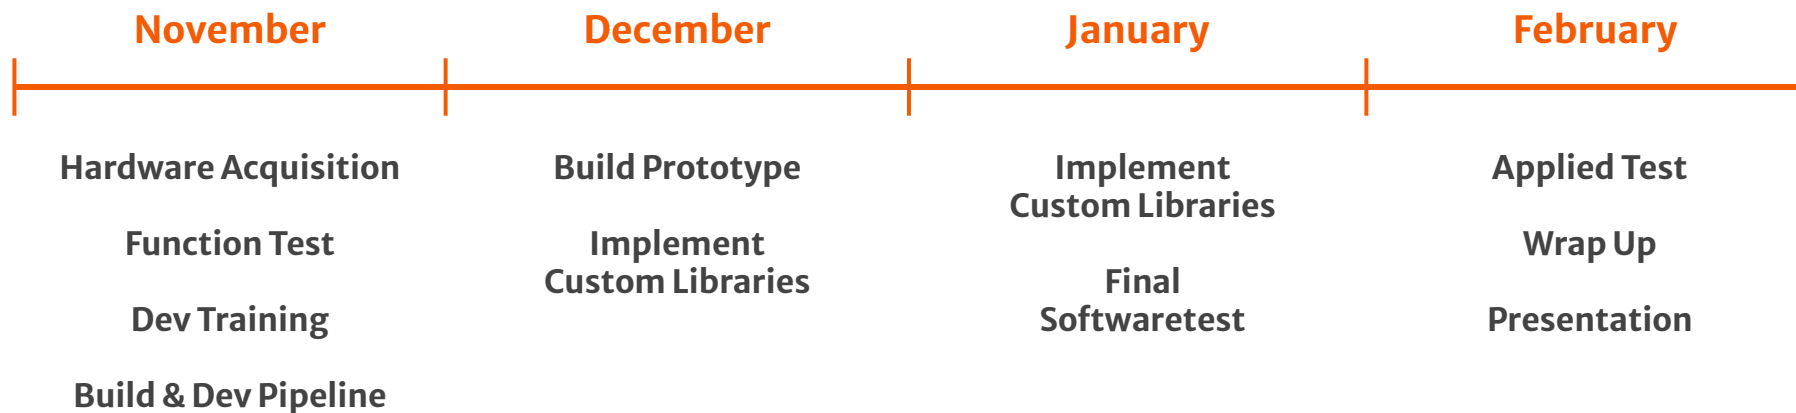 November
December
January
February
Hardware Acquisition
Function Test
Dev Training
Build & Dev Pipeline
Build Prototype
Implement
Custom Libraries
Implement
Custom Libraries
Final
Softwaretest
Applied Test
Wrap Up
Presentation